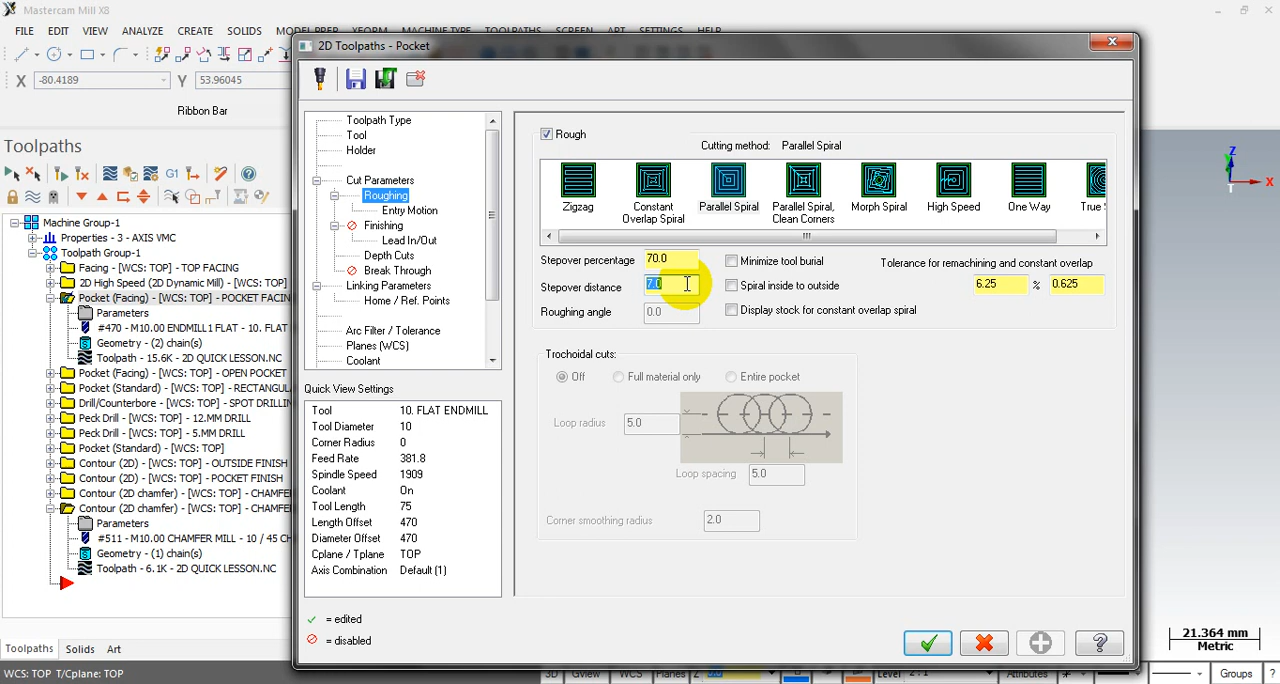 Mastercam Mill X8
FILE EDIT VIEW ANALYZE CREATE SOLIDS MODEL PREP XFORM MACHINE TYPE TOOLPATHS SCREEN ART SETTINGS HELP
X -80.4189 Y 53.96045
Ribbon Bar
Toolpaths
G1
Machine Group-1
Properties - 3 - AXIS VMC
Toolpath Group-1
Facing - [WCS: TOP] - TOP FACING
2D High Speed (2D Dynamic Mill) - [WCS: TOP]
Pocket (Facing) - [WCS: TOP] - POCKET FACIN
Parameters
#470 - M10.00 ENDMILL1 FLAT - 10. FLAT
Geometry - (2) chain(s)
Toolpath - 15.6K - 2D QUICK LESSON.NC
Pocket (Facing) - [WCS: TOP] - OPEN POCKET
Pocket (Standard) - [WCS: TOP] - RECTANGUL
Drill/Counterbore - [WCS: TOP] - SPOT DRILLIN
Peck Drill - [WCS: TOP] - 12.MM DRILL
Peck Drill - [WCS: TOP] - 5.MM DRILL
Pocket (Standard) - [WCS: TOP]
Contour (2D) - [WCS: TOP] - OUTSIDE FINISH
Contour (2D) - [WCS: TOP] - POCKET FINISH
Contour (2D chamfer) - [WCS: TOP] - CHAMFE
Contour (2D chamfer) - [WCS: TOP] - CHAMFE
Parameters
#511 - M10.00 CHAMFER MILL - 10 / 45 CH
Geometry - (1) chain(s)
Toolpath - 6.1K - 2D QUICK LESSON.NC
Toolpaths Solids Art
WCS: TOP T/Cplane: TOP
2D Toolpaths - Pocket
Toolpath Type
Tool
Holder
Cut Parameters
Roughing
Entry Motion
Finishing
Lead In/Out
Depth Cuts
Break Through
Linking Parameters
Home / Ref. Points
Arc Filter / Tolerance
Planes (WCS)
Coolant
Quick View Settings
Tool 10. FLAT ENDMILL
Tool Diameter 10
Corner Radius 0
Feed Rate 381.8
Spindle Speed 1909
Coolant On
Tool Length 75
Length Offset 470
Diameter Offset 470
Cplane / Tplane TOP
Axis Combination Default (1)
= edited
= disabled
Rough
Cutting method: Parallel Spiral
Zigzag
Constant Overlap Spiral
Parallel Spiral
Parallel Spiral, Clean Corners
Morph Spiral
High Speed
One Way
True S
Stepover percentage 70.0
Stepover distance 7.0
Roughing angle 0.0
Minimize tool burial
Spiral inside to outside
Display stock for constant overlap spiral
Tolerance for remachining and constant overlap
6.25 % 0.625
Trochoidal cuts:
Off Full material only Entire pocket
Loop radius 5.0
Loop spacing 5.0
Corner smoothing radius 2.0
Z
X
T
21.364 mm
Metric
3D Gview WCS Planes Z Level Attributes Groups ?